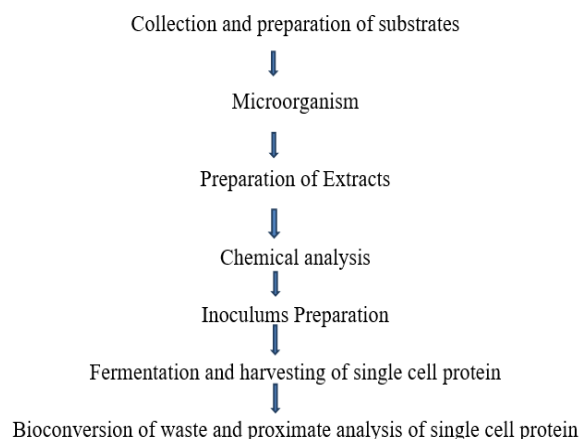 Collection and preparation of substrates
Microorganism
Preparation of Extracts
Chemical analysis
Inoculums Preparation
Fermentation and harvesting of single cell protein
Bioconversion of waste and proximate analysis of single cell protein